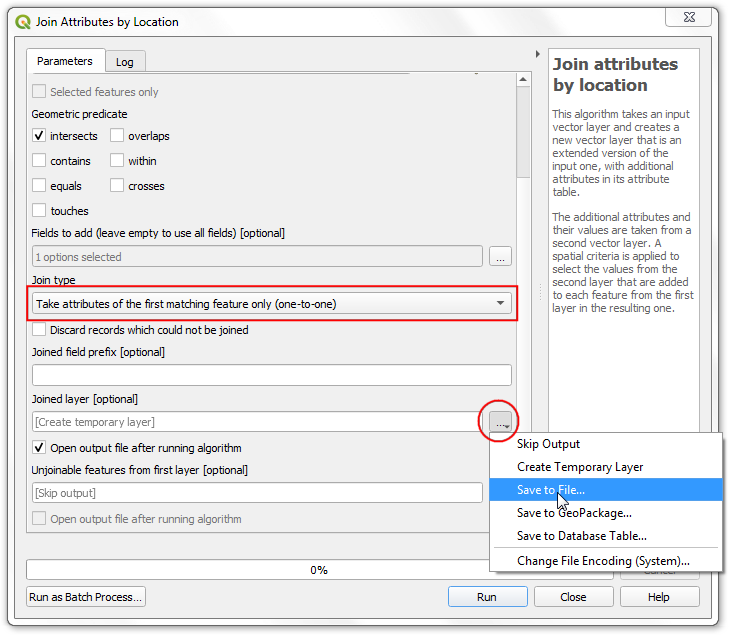 Join Attributes by Location
Parameters
Log
Selected features only
Geometric predicate
intersects
overlaps
contains
within
equals
crosses
touches
Fields to add (leave empty to use all fields) [optional]
1 options selected
...
Join type
Take attributes of the first matching feature only (one-to-one)
Discard records which could not be joined
Joined field prefix [optional]
Joined layer [optional]
[Create temporary layer]
...
Open output file after running algorithm
Unjoinable features from first layer [optional]
[Skip output]
Open output file after running algorithm
Join attributes
by location
This algorithm takes an input
vector layer and creates a
new vector layer that is an
extended version of the
input one, with additional
attributes in its attribute
table.
The additional attributes and
their values are taken from a
second vector layer. A
spatial criteria is applied to
select the values from the
second layer that are added
to each feature from the first
layer in the resulting one.
Skip Output
Create Temporary Layer
Save to File...
Save to GeoPackage...
Save to Database Table...
Change File Encoding (System)...
0%
Run as Batch Process...
Run
Close
Help